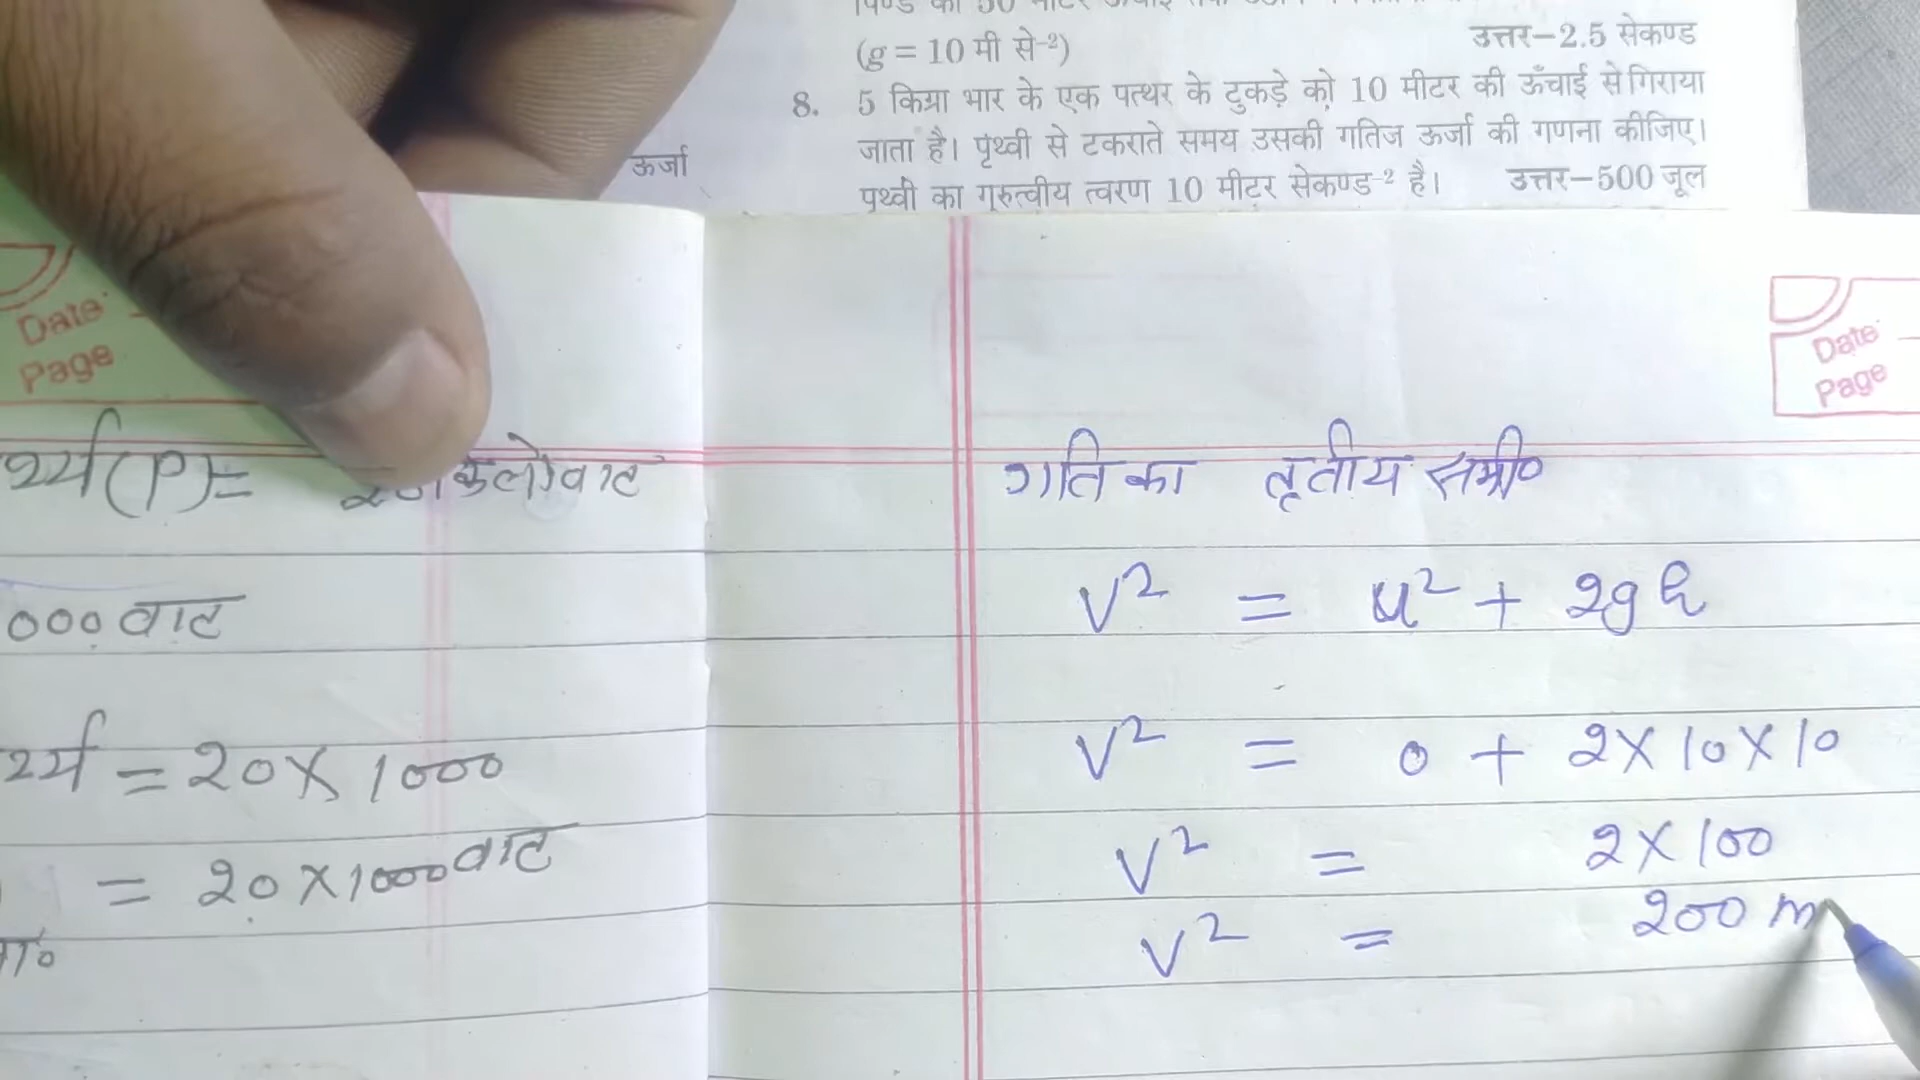 (g = 10 मी से⁻²) उत्तर–2.5 सेकण्ड
8. 5 किग्रा भार के एक पत्थर के टुकड़े को 10 मीटर की ऊँचाई से गिराया
जाता है। पृथ्वी से टकराते समय उसकी गतिज ऊर्जा की गणना कीजिए।
पृथ्वी का गुरुत्वीय त्वरण 10 मीटर सेकण्ड⁻² है। उत्तर–500 जूल
ऊर्जा
Date
Page
र्थ्य (P) =
000 वाट
र्थ्य = 20 X 1000
= 20 X 1000 वाट
Date
Page
गति का तृतीय समी०
V² = u² + 2gh
V² = 0 + 2 X 10 X 10
V² = 2 X 100
V² = 200 m